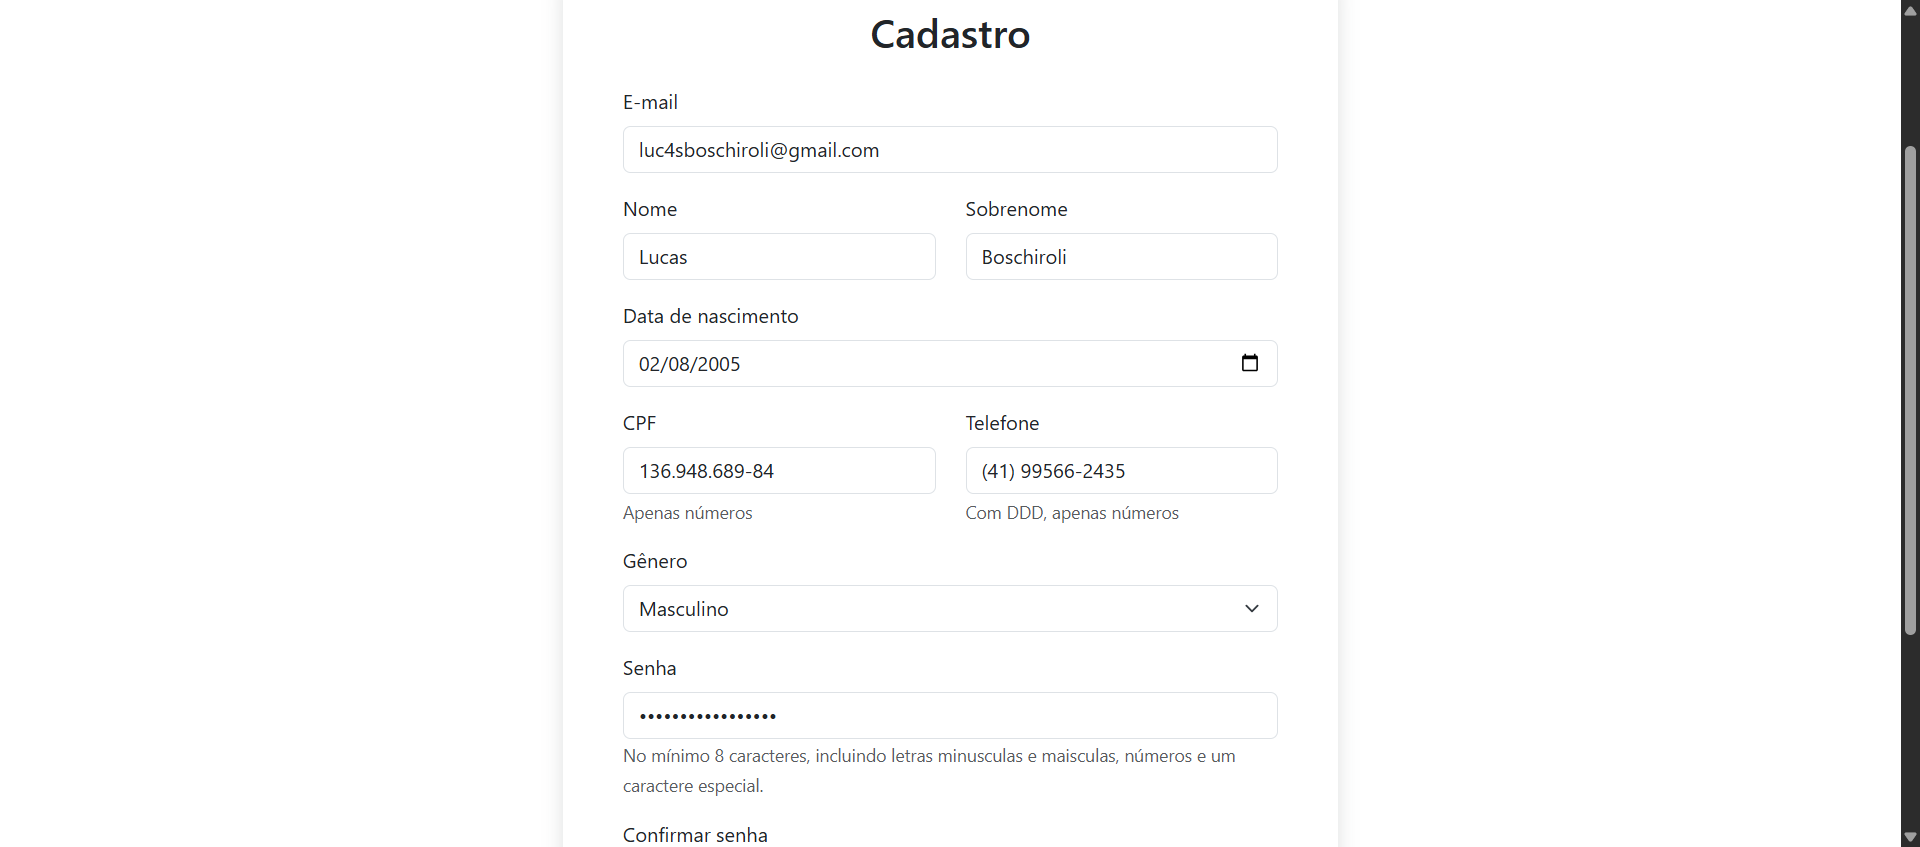 Cadastro
E-mail
luc4sboschiroli@gmail.com
Nome
Sobrenome
Lucas
Boschiroli
Data de nascimento
02/08/2005
CPF
Telefone
136.948.689-84
(41) 99566-2435
Apenas números
Com DDD, apenas números
Gênero
Masculino
Senha
•••••••••••••••••
No mínimo 8 caracteres, incluindo letras minusculas e maisculas, números e um
caractere especial.
Confirmar senha